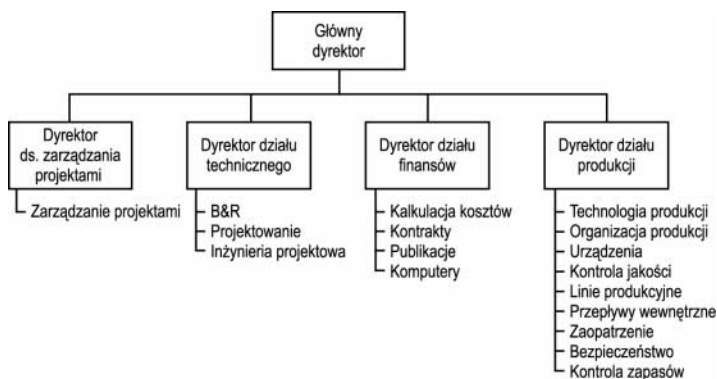 Główny
dyrektor
Dyrektor
ds. zarządzania
projektami
Zarządzanie projektami
Dyrektor działu
technicznego
B&R
Projektowanie
Inżynieria projektowa
Dyrektor działu
finansów
Kalkulacja kosztów
Kontrakty
Publikacje
Komputery
Dyrektor działu
produkcji
Technologia produkcji
Organizacja produkcji
Urządzenia
Kontrola jakości
Linie produkcyjne
Przepływy wewnętrzne
Zaopatrzenie
Bezpieczeństwo
Kontrola zapasów